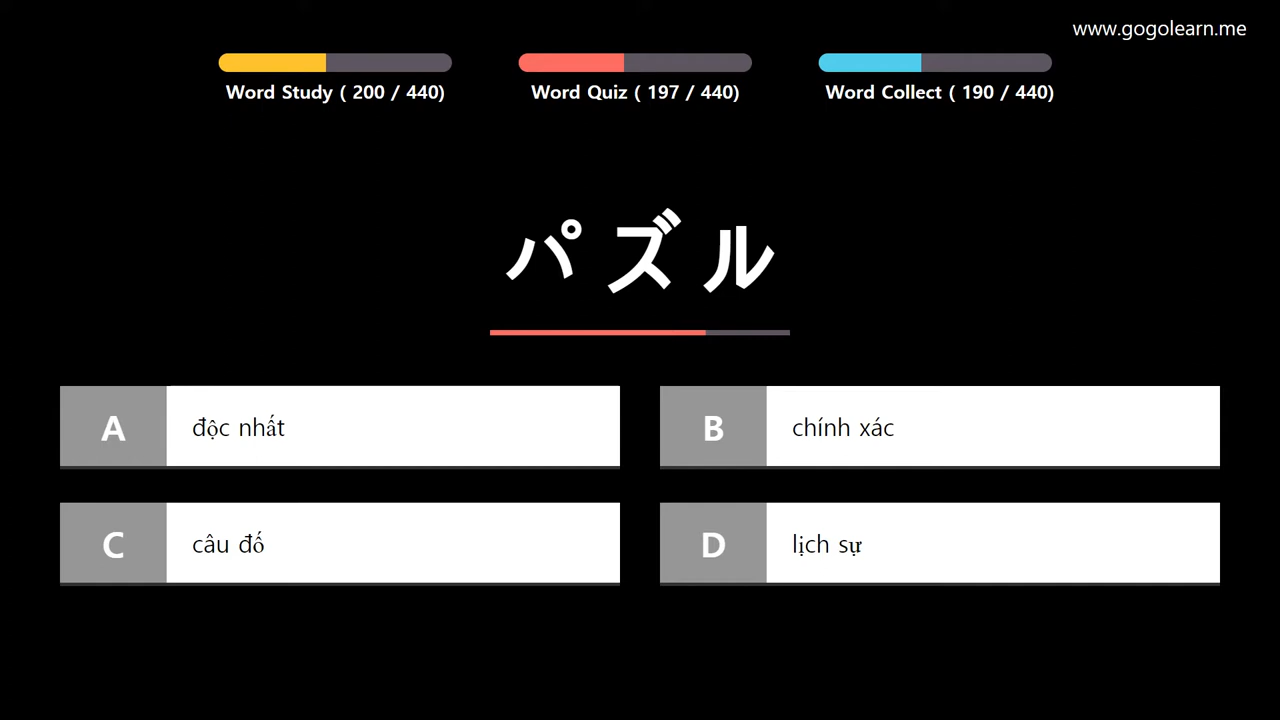 www.gogolearn.me
Word Study ( 200 / 440)
Word Quiz ( 197 / 440)
Word Collect ( 190 / 440)
パズル
A
độc nhất
B
chính xác
C
câu đố
D
lịch sự